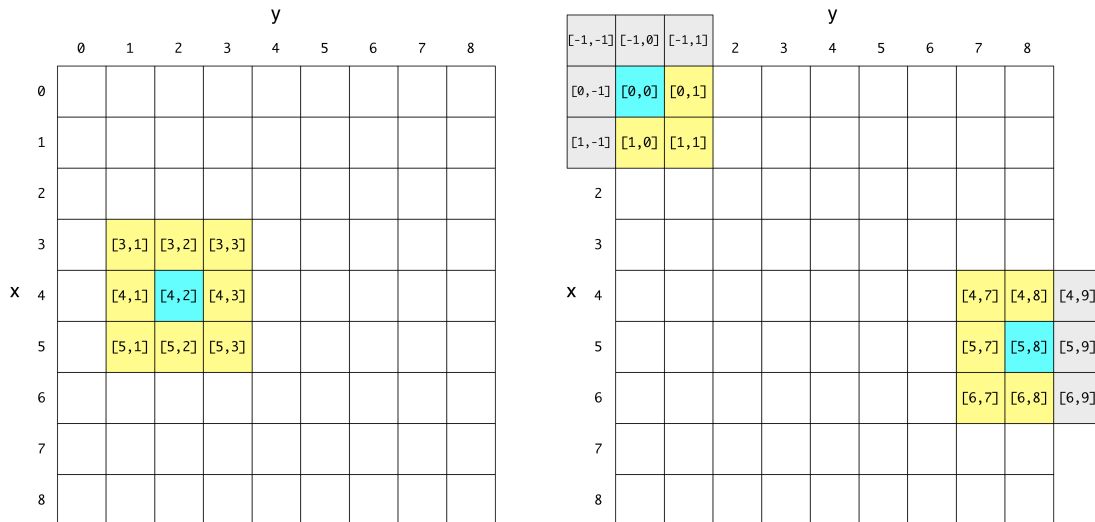 y
0 1 2 3 4 5 6 7 8
0
1
2
3 [3,1] [3,2] [3,3]
x 4 [4,1] [4,2] [4,3]
5 [5,1] [5,2] [5,3]
6
7
8
y
[-1,-1] [-1,0] [-1,1] 2 3 4 5 6 7 8
[0,-1] [0,0] [0,1]
[1,-1] [1,0] [1,1]
2
3
x 4 [4,7] [4,8] [4,9]
5 [5,7] [5,8] [5,9]
6 [6,7] [6,8] [6,9]
7
8